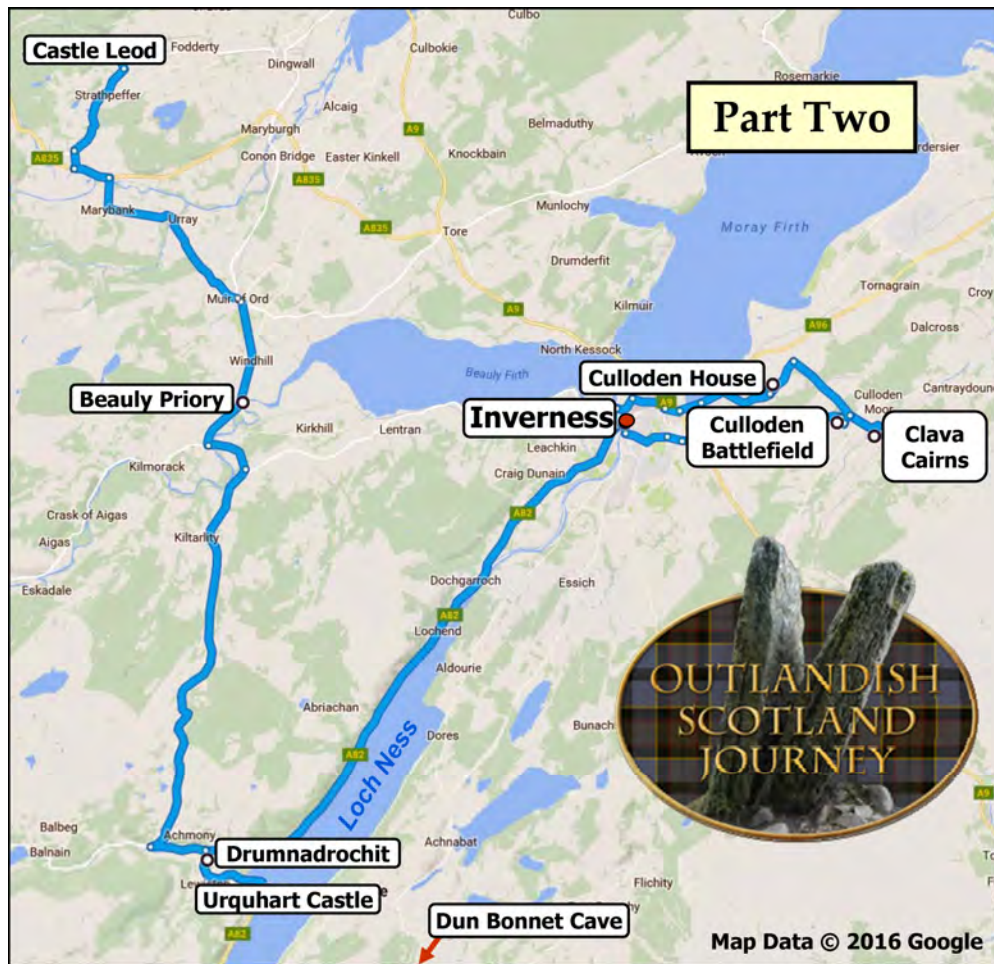 Culbo
Castle Leod
Fodderty
Culbokie
Dingwall
Rosemarkie
Strathpeffer
Alcaig
Part Two
A9
Maryburgh
Belmaduthy
A835
Conon Bridge
Easter Kinkell
Knockbain
A835
Munlochy
Marybank
Urray
A835
Tore
Moray Firth
Drumderfit
Tornagrain
Muir of Ord
Kilmuir
Croy
A9
A96
Dalcross
Windhill
North Kessock
Beauly Firth
Culloden House
Culloden
Moor
Cantraydoune
Beauly Priory
A9
Inverness
Culloden
Battlefield
Clava
Cairns
Kirkhill
Lentran
Leachkin
Kilmorack
Craig Dunain
Crask of Aigas
A82
Aigas
Kiltarlity
Eskadale
Dochgarroch
Essich
A82
Lochend
Aldourie
OUTLANDISH
SCOTLAND
JOURNEY
Abriachan
Dores
Loch Ness
A82
A9
Balbeg
Achmony
Achnabat
Balnain
Drumnadrochit
Urquhart Castle
Flichity
Dun Bonnet Cave
A82
Map Data © 2016 Google